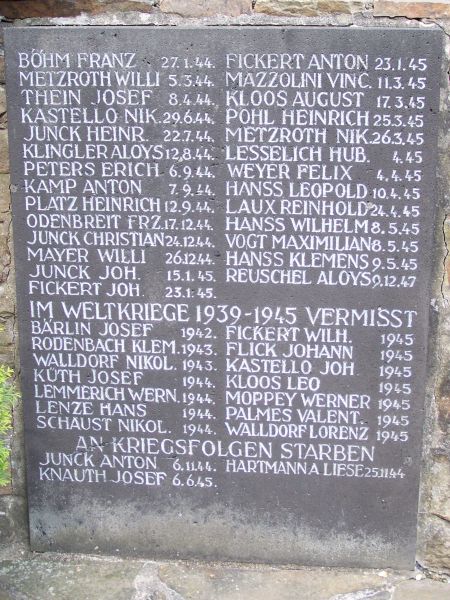 BÖHM FRANZ 27.1.44.
METZROTH WILLI 5.3.44.
THEIN JOSEF 8.4.44.
KASTELLO NIK. 29.6.44.
JUNCK HEINR. 22.7.44.
KLINGLER ALOYS 12.8.44.
PETERS ERICH 6.9.44.
KAMP ANTON 7.9.44.
PLATZ HEINRICH 12.9.44.
ODENBREIT FRZ. 17.12.44.
JUNCK CHRISTIAN 24.12.44.
MAYER WILLI 26.12.44.
JUNCK JOH. 15.1.45.
FICKERT JOH. 23.1.45.
FICKERT ANTON 23.1.45
MAZZOLINI VINC. 11.3.45
KLOOS AUGUST 17.3.45
POHL HEINRICH 25.3.45
METZROTH NIK. 26.3.45
LESSELICH HUB. 4.45
WEYER FELIX 4.4.45
HANSS LEOPOLD 10.4.45
LAUX REINHOLD 24.4.45
HANSS WILHELM 8.5.45
VOGT MAXIMILIAN 8.5.45
HANSS KLEMENS 9.5.45
REUSCHEL ALOYS 9.12.47
IM WELTKRIEGE 1939-1945 VERMISST
BÄRLIN JOSEF 1942.
RODENBACH KLEM. 1943.
WALLDORF NIKOL. 1943.
KÜTH JOSEF 1944.
LEMMERICH WERN. 1944.
LENZE HANS 1944.
SCHAUST NIKOL. 1944.
FICKERT WILH. 1945
FLICK JOHANN 1945
KASTELLO JOH 1945
KLOOS LEO 1945
MOPPEY WERNER 1945
PALMES VALENT. 1945
WALLDORF LORENZ 1945
AN KRIEGSFOLGEN STARBEN
JUNCK ANTON 6.11.44.
KNAUTH JOSEF 6.6.45.
HARTMANN A LIESE 25.11.44